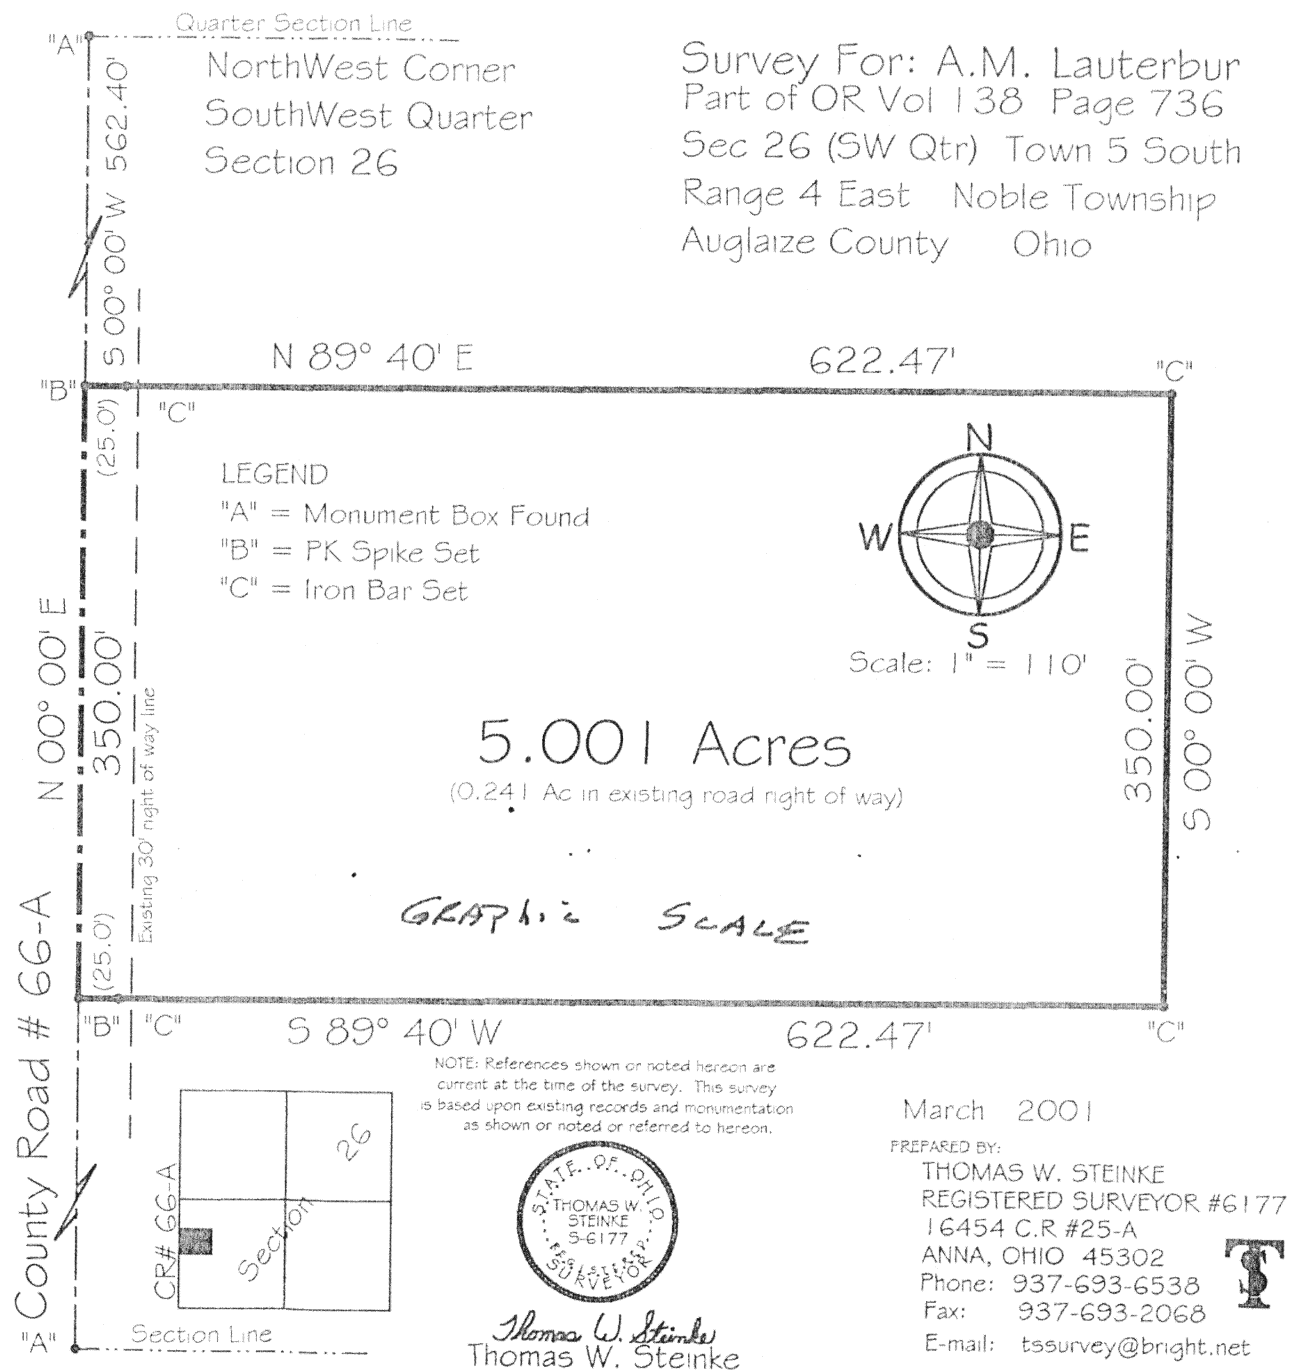 Quarter Section Line
"A"
NorthWest Corner
SouthWest Quarter
Section 26
S 00° 00' W 562.40'
Survey For: A.M. Lauterbur
Part of OR Vol 138 Page 736
Sec 26 (SW Qtr) Town 5 South
Range 4 East Noble Township
Auglaize County Ohio
N 89° 40' E 622.47'
"B"
"C"
"C"
(25.0')
LEGEND
"A" = Monument Box Found
"B" = PK Spike Set
"C" = Iron Bar Set
N
W E
S
Scale: 1" = 110'
N 00° 00' E
350.00'
Existing 30' right of way line
350.00'
S 00° 00' W
5.001 Acres
(0.241 Ac in existing road right of way)
GRAPhic SCALE
(25.0')
County Road # 66-A
"B" "C"
S 89° 40' W 622.47'
"C"
NOTE: References shown or noted hereon are
current at the time of the survey. This survey
is based upon existing records and monumentation
as shown or noted or referred to hereon.
CR# 66-A
Section 26
STATE OF OHIO
THOMAS W.
STEINKE
S-6177
REGISTERED
SURVEYOR
Thomas W. Steinke
Thomas W. Steinke
"A"
Section Line
March 2001
PREPARED BY:
THOMAS W. STEINKE
REGISTERED SURVEYOR #6177
16454 C.R #25-A
ANNA, OHIO 45302
Phone: 937-693-6538
Fax: 937-693-2068
E-mail: tssurvey@bright.net
TS